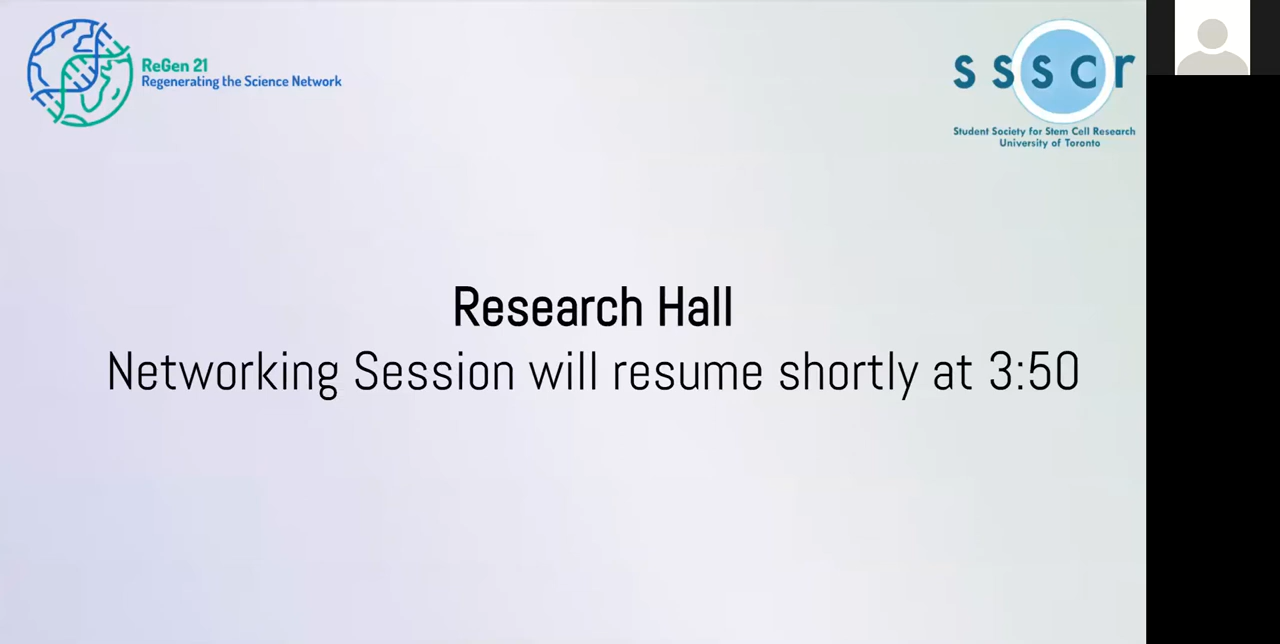 ReGen 21
Regenerating the Science Network
ssscr
Student Society for Stem Cell Research
University of Toronto
Research Hall
Networking Session will resume shortly at 3:50